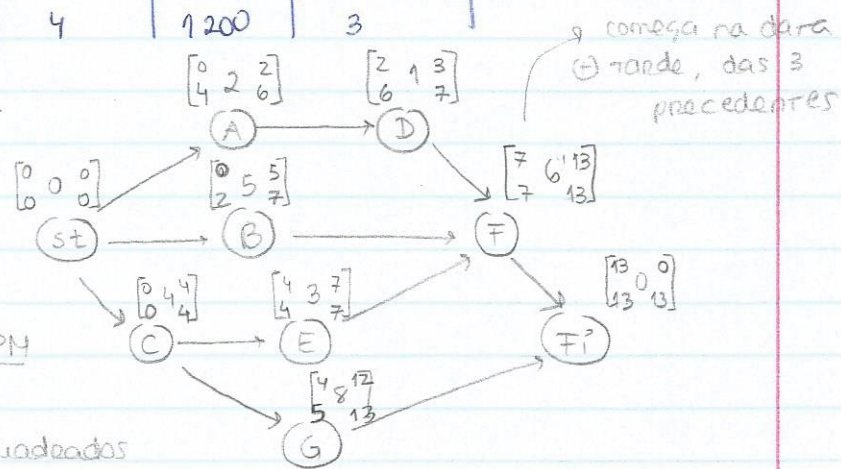 4 | 1200 | 3
começa na data
(+) tarde, das 3
precedentes
0 2 2
4 6
A
2 1 3
6 7
D
0 0 0
0 0
st
0 5 5
2 7
B
7 6 13
7 13
F
0 4 4
0 4
C
4 3 7
4 7
E
13 0 0
13 13
Fi
PM
4 8 12
5 13
G
uadrados